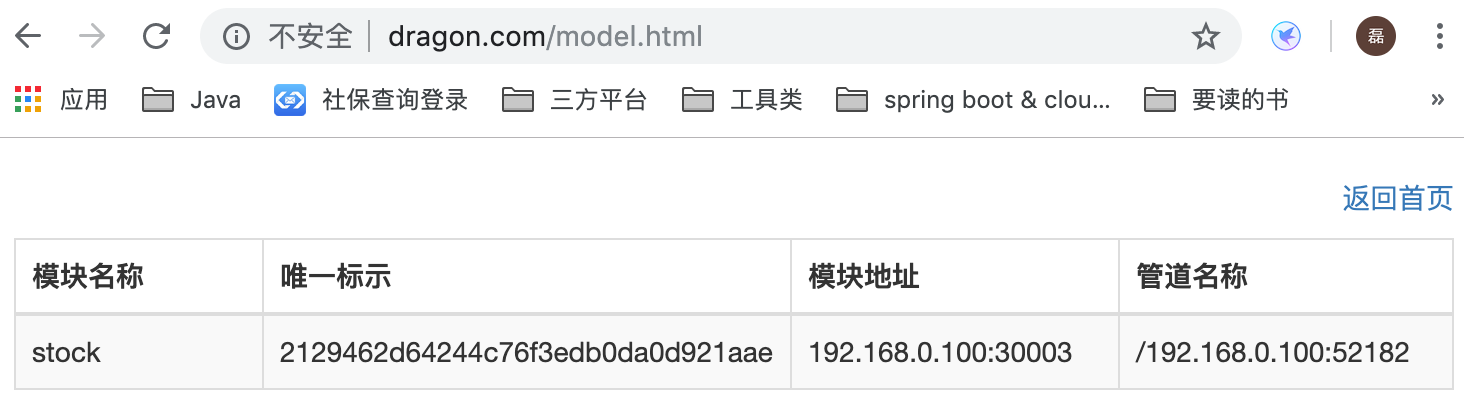 不安全 dragon.com/model.html 磊
应用 Java 社保查询登录 三方平台 工具类 spring boot & clou... 要读的书 »
返回首页
模块名称 唯一标示 模块地址 管道名称
stock 2129462d64244c76f3edb0da0d921aae 192.168.0.100:30003 /192.168.0.100:52182